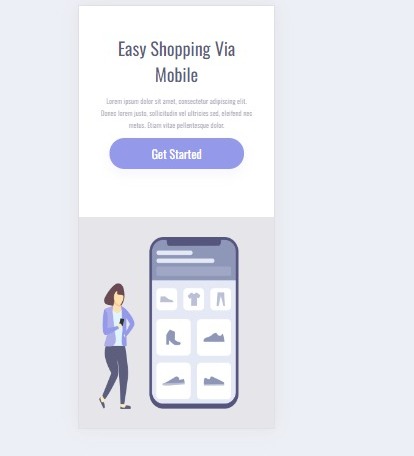 Easy Shopping Via
Mobile
Lorem ipsum dolor sit amet, consectetur adipiscing elit.
Donec lorem justo, sollicitudin vel ultricies sed, eleifend nec
metus. Etiam vitae pellentesque dolor.
Get Started